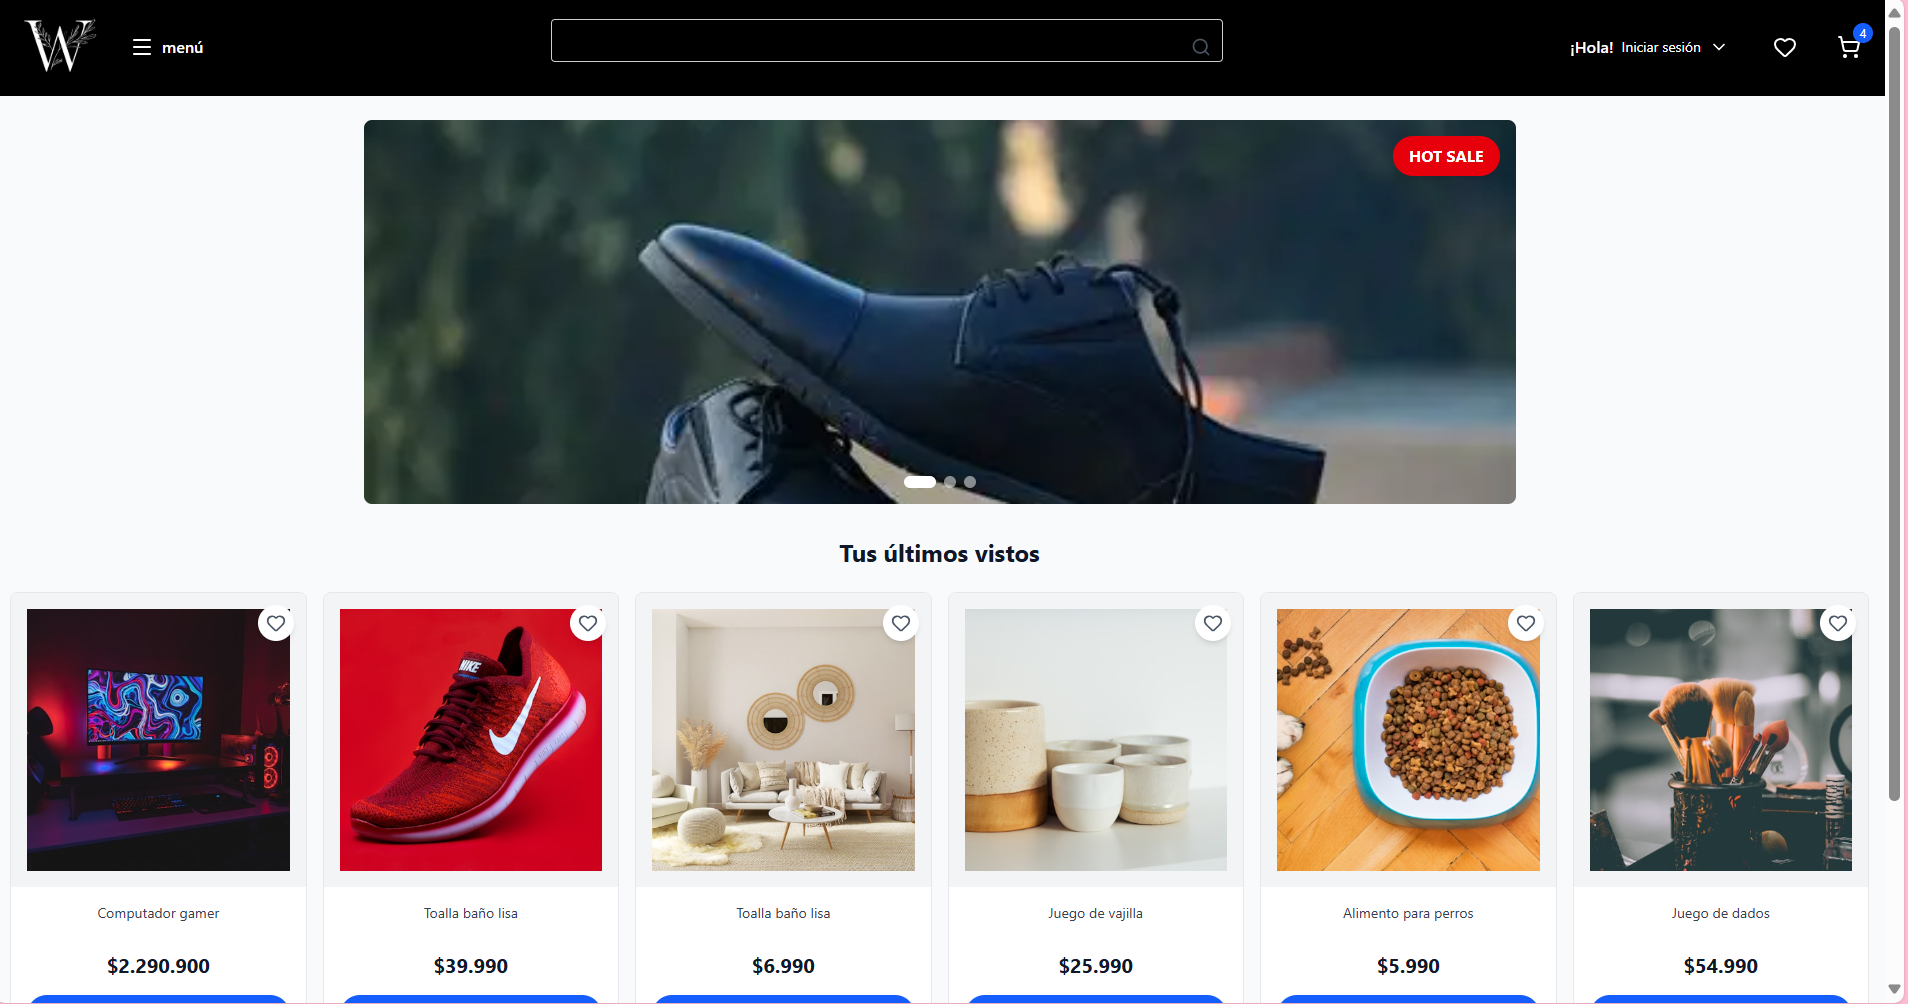 W
menú
¡Hola! Iniciar sesión
4
HOT SALE
Tus últimos vistos
NIKE
Computador gamer
Toalla baño lisa
Toalla baño lisa
Juego de vajilla
Alimento para perros
Juego de dados
$2.290.900
$39.990
$6.990
$25.990
$5.990
$54.990